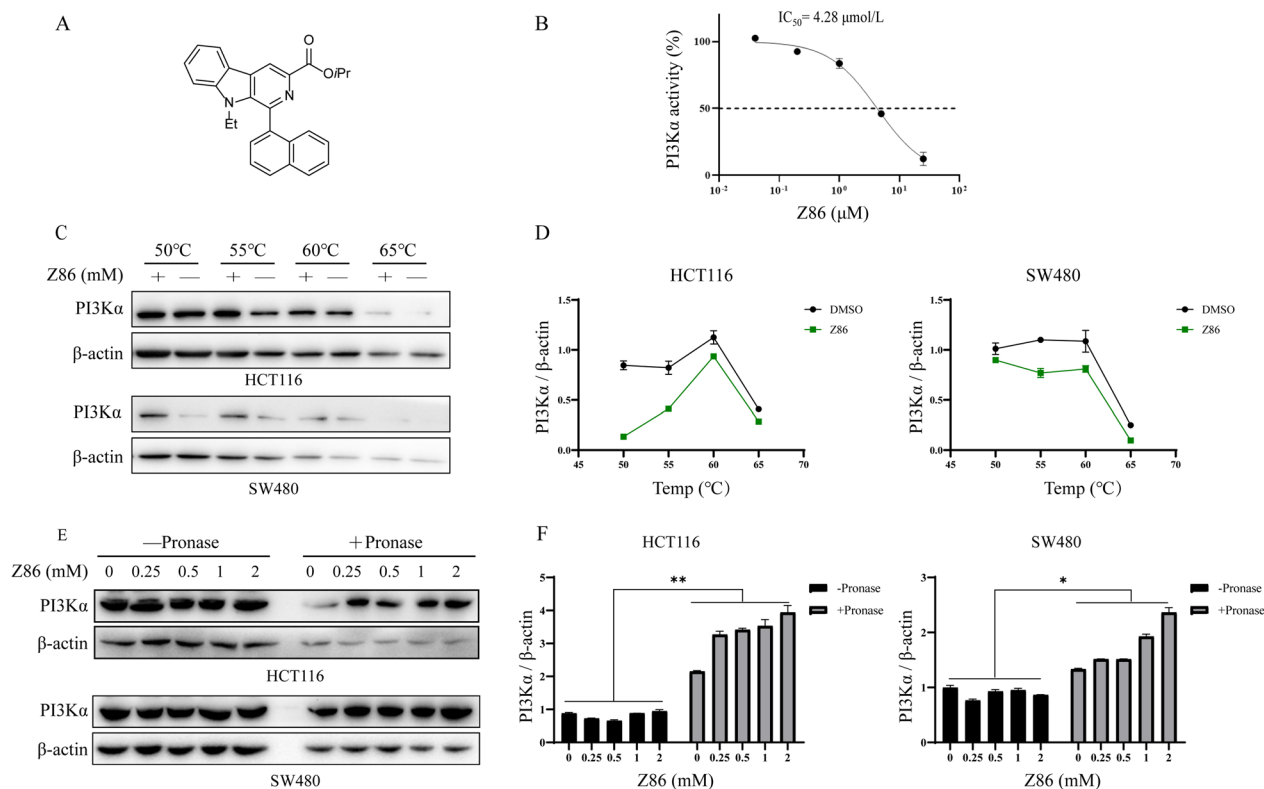 A
O
OiPr
N
N
Et
B
IC50= 4.28 μmol/L
PI3Kα activity (%)
100
50
0
10-2 10-1 100 101 102
Z86 (μM)
C
50℃ 55℃ 60℃ 65℃
Z86 (mM) + — + — + — + —
PI3Kα
β-actin
HCT116
PI3Kα
β-actin
SW480
D
HCT116
PI3Kα / β-actin
1.5
1.0
0.5
0.0
45 50 55 60 65 70
Temp (℃)
DMSO
Z86
SW480
PI3Kα / β-actin
1.5
1.0
0.5
0.0
45 50 55 60 65 70
Temp (℃)
DMSO
Z86
E
—Pronase +Pronase
Z86 (mM) 0 0.25 0.5 1 2 0 0.25 0.5 1 2
PI3Kα
β-actin
HCT116
PI3Kα
β-actin
SW480
F
HCT116
PI3Kα / β-actin
5
4
3
2
1
0
**
0 0.25 0.5 1 2 0 0.25 0.5 1 2
Z86 (mM)
-Pronase
+Pronase
SW480
PI3Kα / β-actin
3
2
1
0
*
0 0.25 0.5 1 2 0 0.25 0.5 1 2
Z86 (mM)
-Pronase
+Pronase